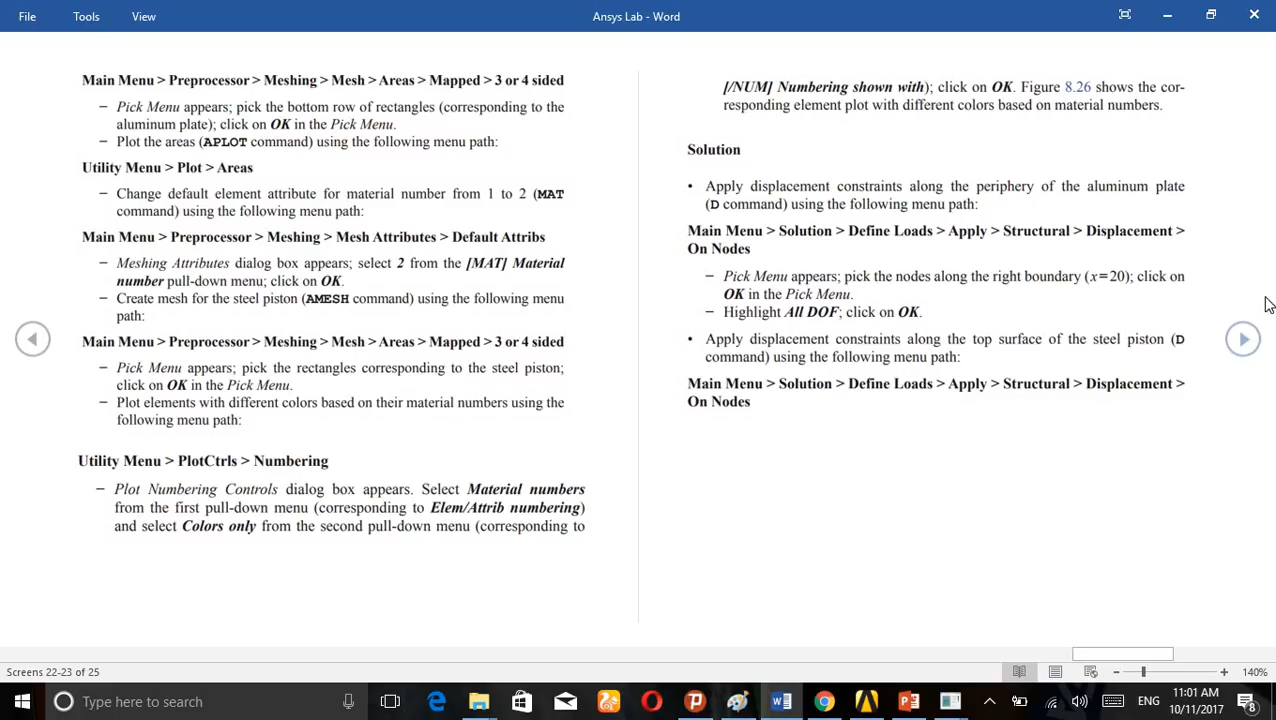 File Tools View Ansys Lab - Word
Main Menu > Preprocessor > Meshing > Mesh > Areas > Mapped > 3 or 4 sided
– Pick Menu appears; pick the bottom row of rectangles (corresponding to the
aluminum plate); click on OK in the Pick Menu.
– Plot the areas (APLOT command) using the following menu path:
Utility Menu > Plot > Areas
– Change default element attribute for material number from 1 to 2 (MAT
command) using the following menu path:
Main Menu > Preprocessor > Meshing > Mesh Attributes > Default Attribs
– Meshing Attributes dialog box appears; select 2 from the [MAT] Material
number pull-down menu; click on OK.
– Create mesh for the steel piston (AMESH command) using the following menu
path:
Main Menu > Preprocessor > Meshing > Mesh > Areas > Mapped > 3 or 4 sided
– Pick Menu appears; pick the rectangles corresponding to the steel piston;
click on OK in the Pick Menu.
– Plot elements with different colors based on their material numbers using the
following menu path:
Utility Menu > PlotCtrls > Numbering
– Plot Numbering Controls dialog box appears. Select Material numbers
from the first pull-down menu (corresponding to Elem/Attrib numbering)
and select Colors only from the second pull-down menu (corresponding to
[/NUM] Numbering shown with); click on OK. Figure 8.26 shows the cor-
responding element plot with different colors based on material numbers.
Solution
• Apply displacement constraints along the periphery of the aluminum plate
(D command) using the following menu path:
Main Menu > Solution > Define Loads > Apply > Structural > Displacement >
On Nodes
– Pick Menu appears; pick the nodes along the right boundary (x=20); click on
OK in the Pick Menu.
– Highlight All DOF; click on OK.
• Apply displacement constraints along the top surface of the steel piston (D
command) using the following menu path:
Main Menu > Solution > Define Loads > Apply > Structural > Displacement >
On Nodes
Screens 22-23 of 25 140%
Type here to search ENG 11:01 AM
10/11/2017 8